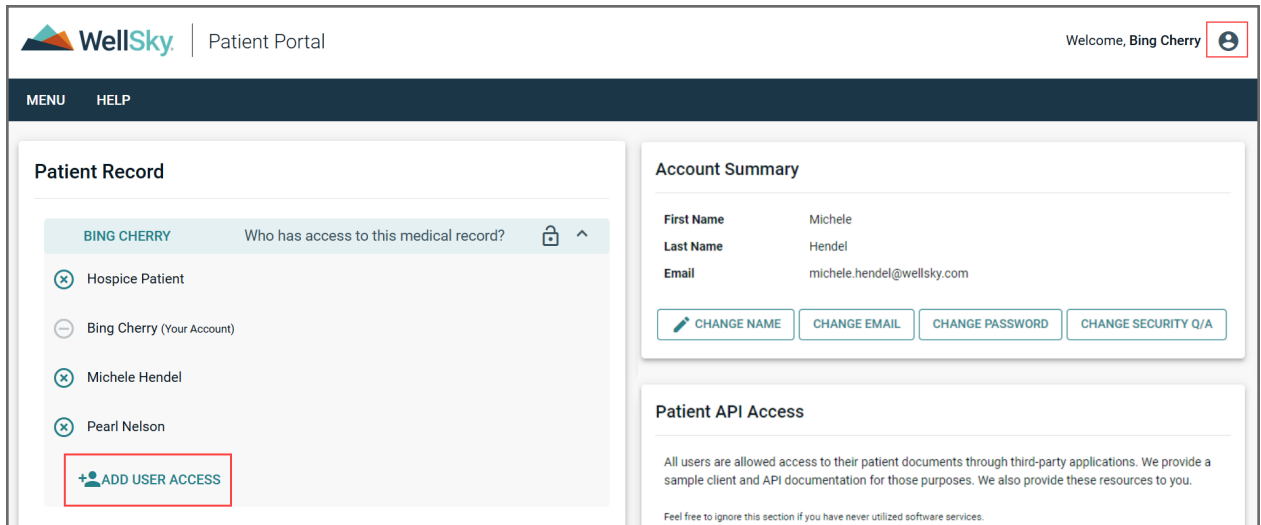 WellSky. Patient Portal
Welcome, Bing Cherry
MENU HELP
Patient Record
BING CHERRY Who has access to this medical record?
Hospice Patient
Bing Cherry (Your Account)
Michele Hendel
Pearl Nelson
ADD USER ACCESS
Account Summary
First Name Michele
Last Name Hendel
Email michele.hendel@wellsky.com
CHANGE NAME CHANGE EMAIL CHANGE PASSWORD CHANGE SECURITY Q/A
Patient API Access
All users are allowed access to their patient documents through third-party applications. We provide a
sample client and API documentation for those purposes. We also provide these resources to you.
Feel free to ignore this section if you have never utilized software services.